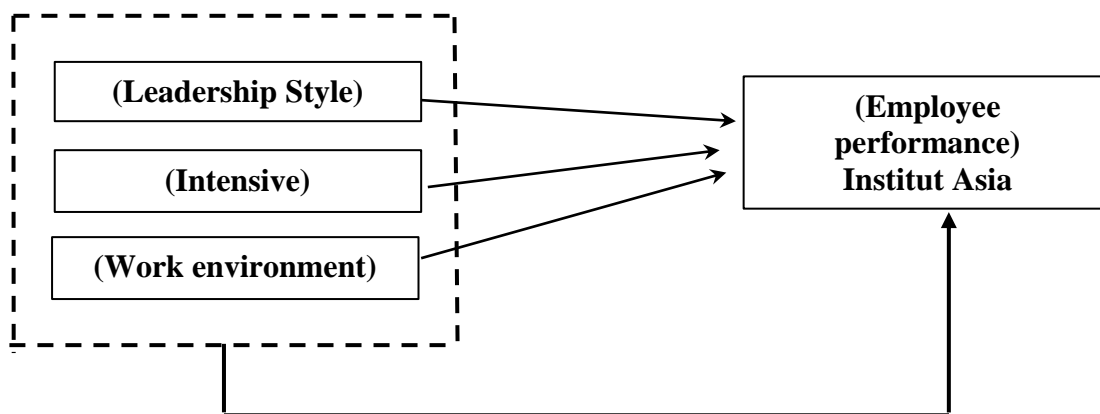 (Leadership Style)
(Intensive)
(Work environment)
(Employee
performance)
Institut Asia